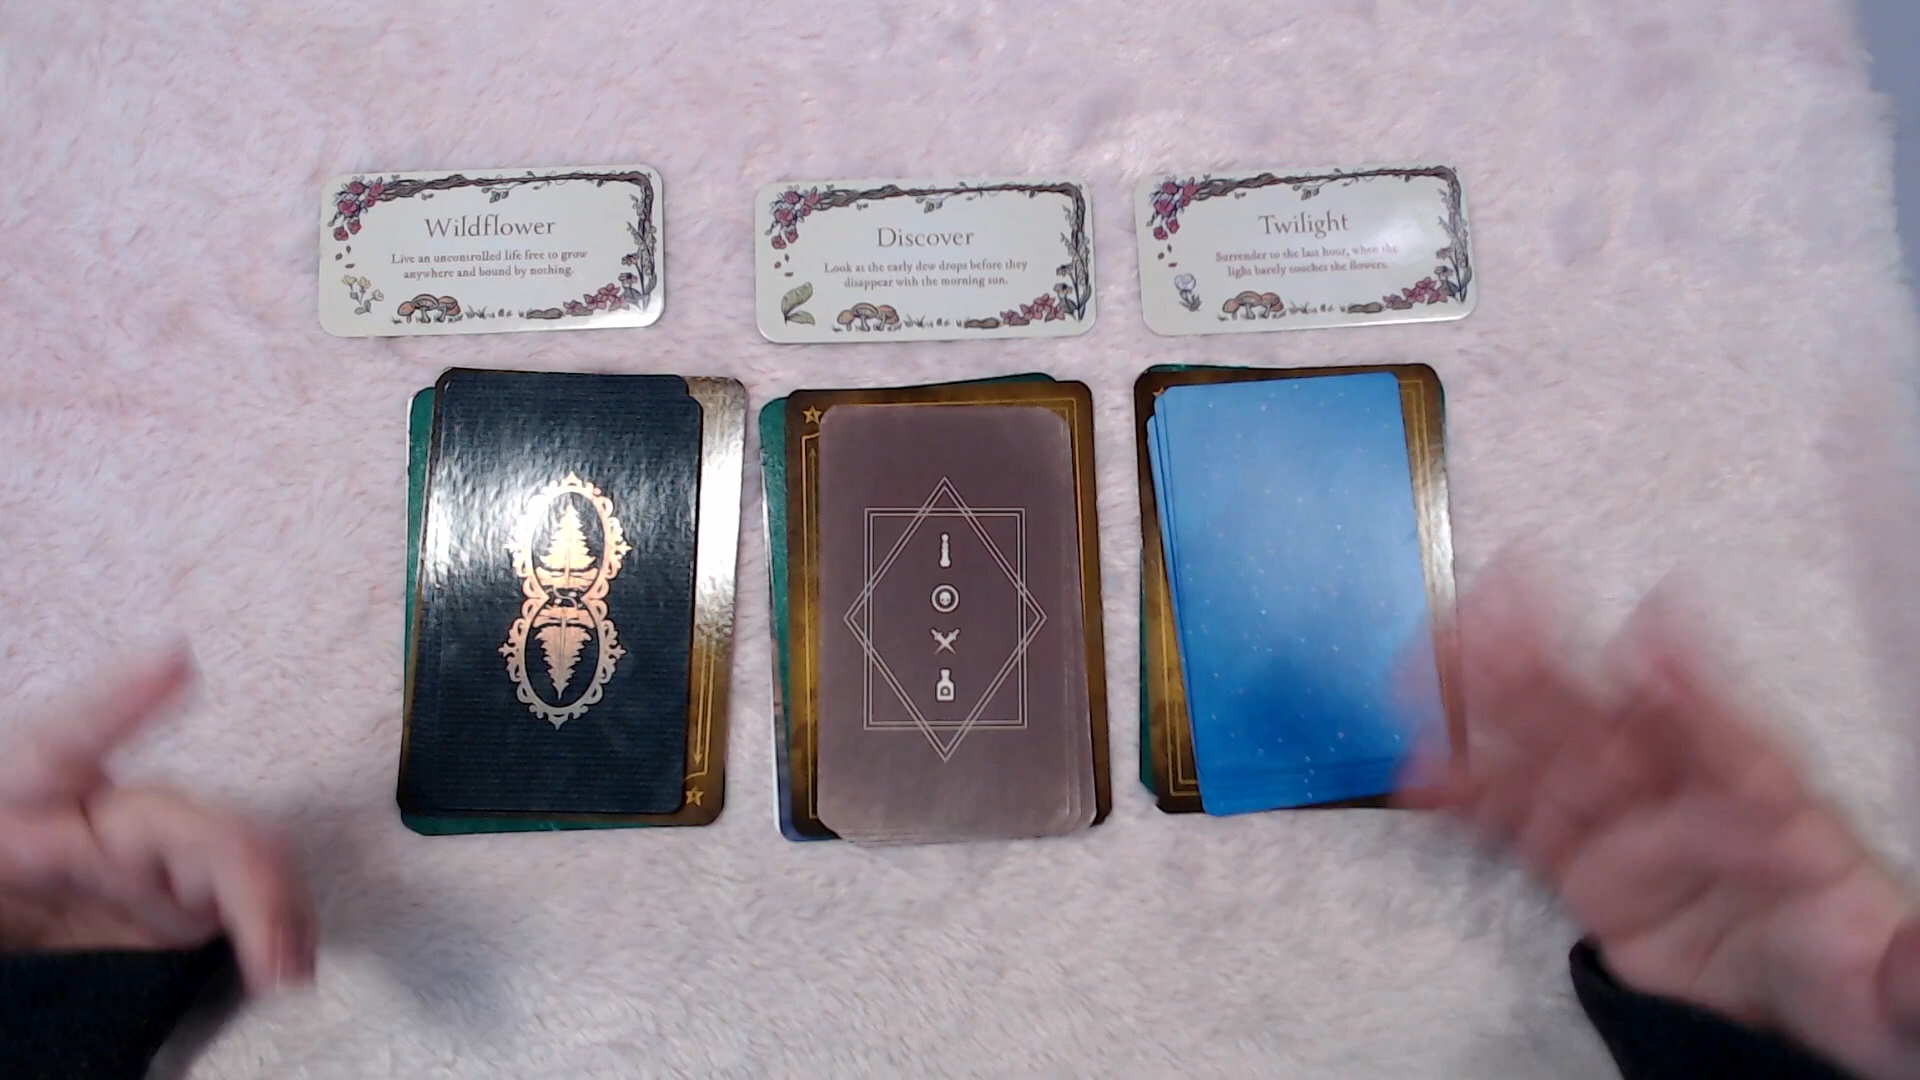 Wildflower
Live an uncontrolled life free to grow
anywhere and bound by nothing.
Discover
Look at the early dew drops before they
disappear with the morning sun.
Twilight
Surrender to the last hour, when the
light barely touches the flowers.